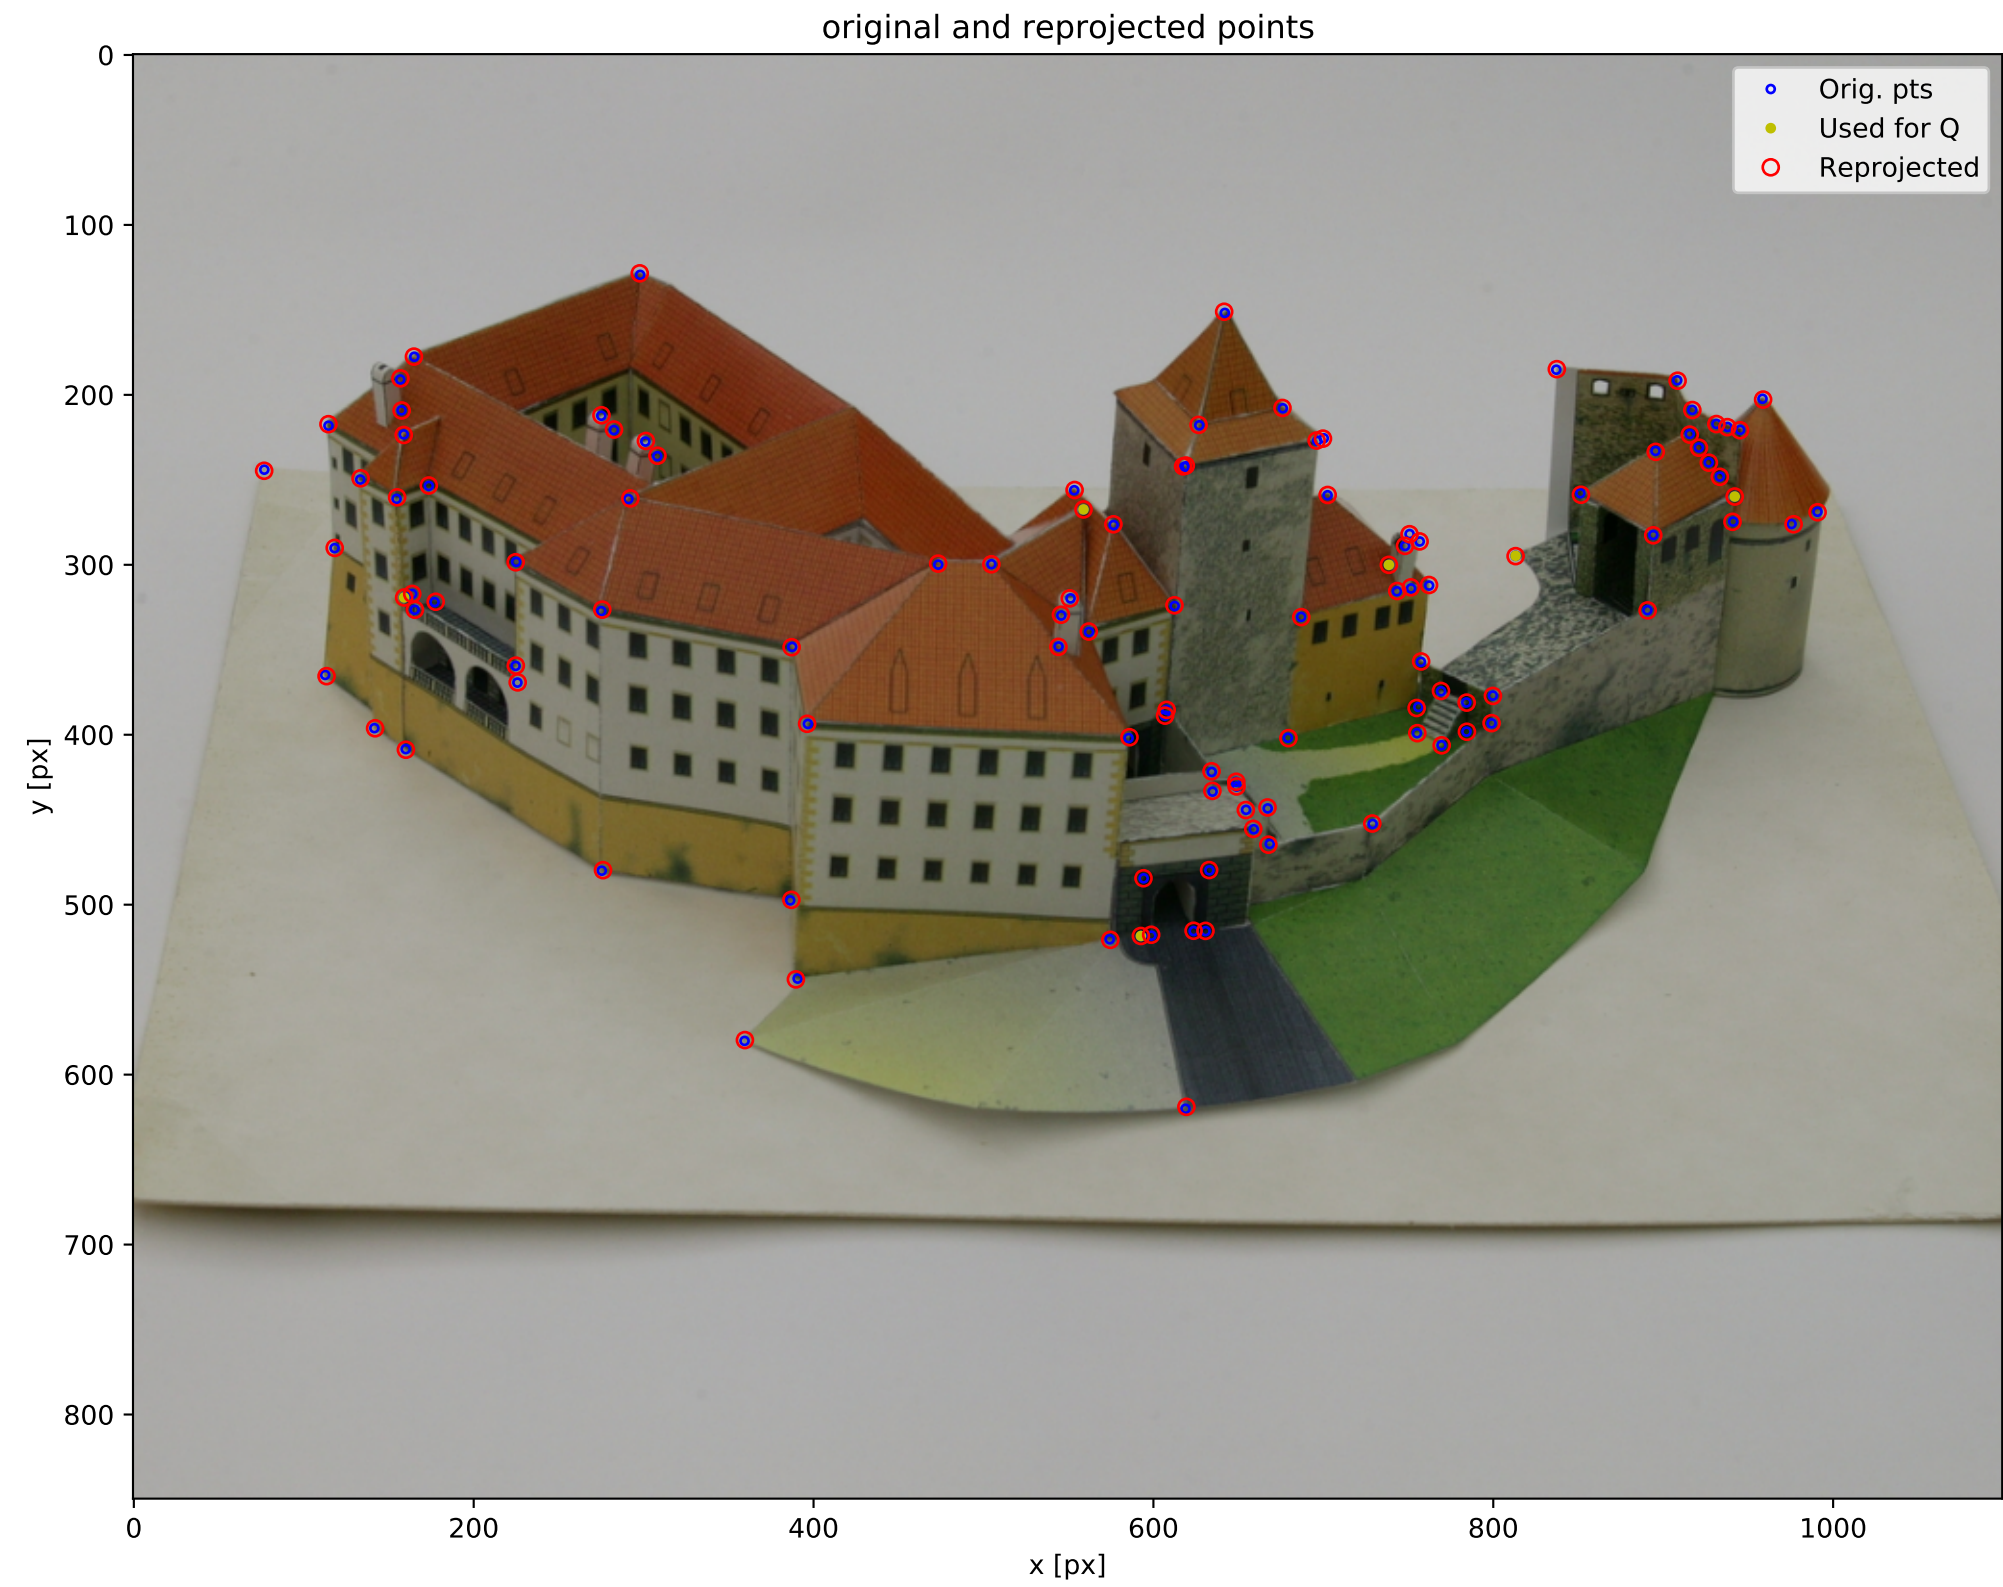 original and reprojected points
Orig. pts
Used for Q
Reprojected
0
100
200
300
400
500
600
700
800
y [px]
0
200
400
600
800
1000
x [px]